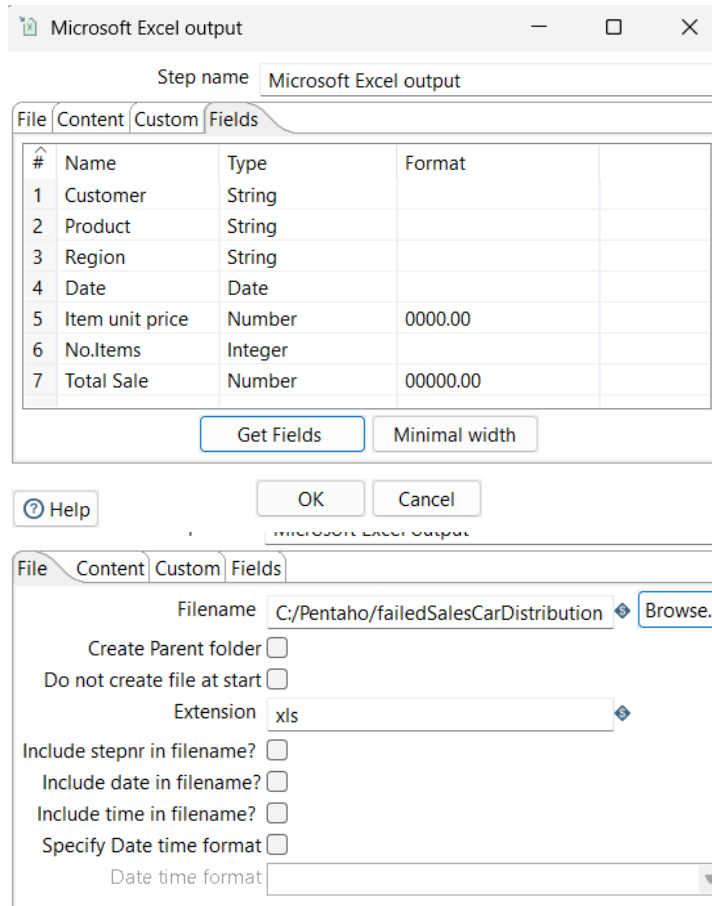 Microsoft Excel output
Step name Microsoft Excel output
File Content Custom Fields
# Name Type Format
1 Customer String
2 Product String
3 Region String
4 Date Date
5 Item unit price Number 0000.00
6 No.Items Integer
7 Total Sale Number 00000.00
Get Fields Minimal width
Help OK Cancel
Microsoft Excel output
File Content Custom Fields
Filename C:/Pentaho/failedSalesCarDistribution Browse.
Create Parent folder
Do not create file at start
Extension xls
Include stepnr in filename?
Include date in filename?
Include time in filename?
Specify Date time format
Date time format